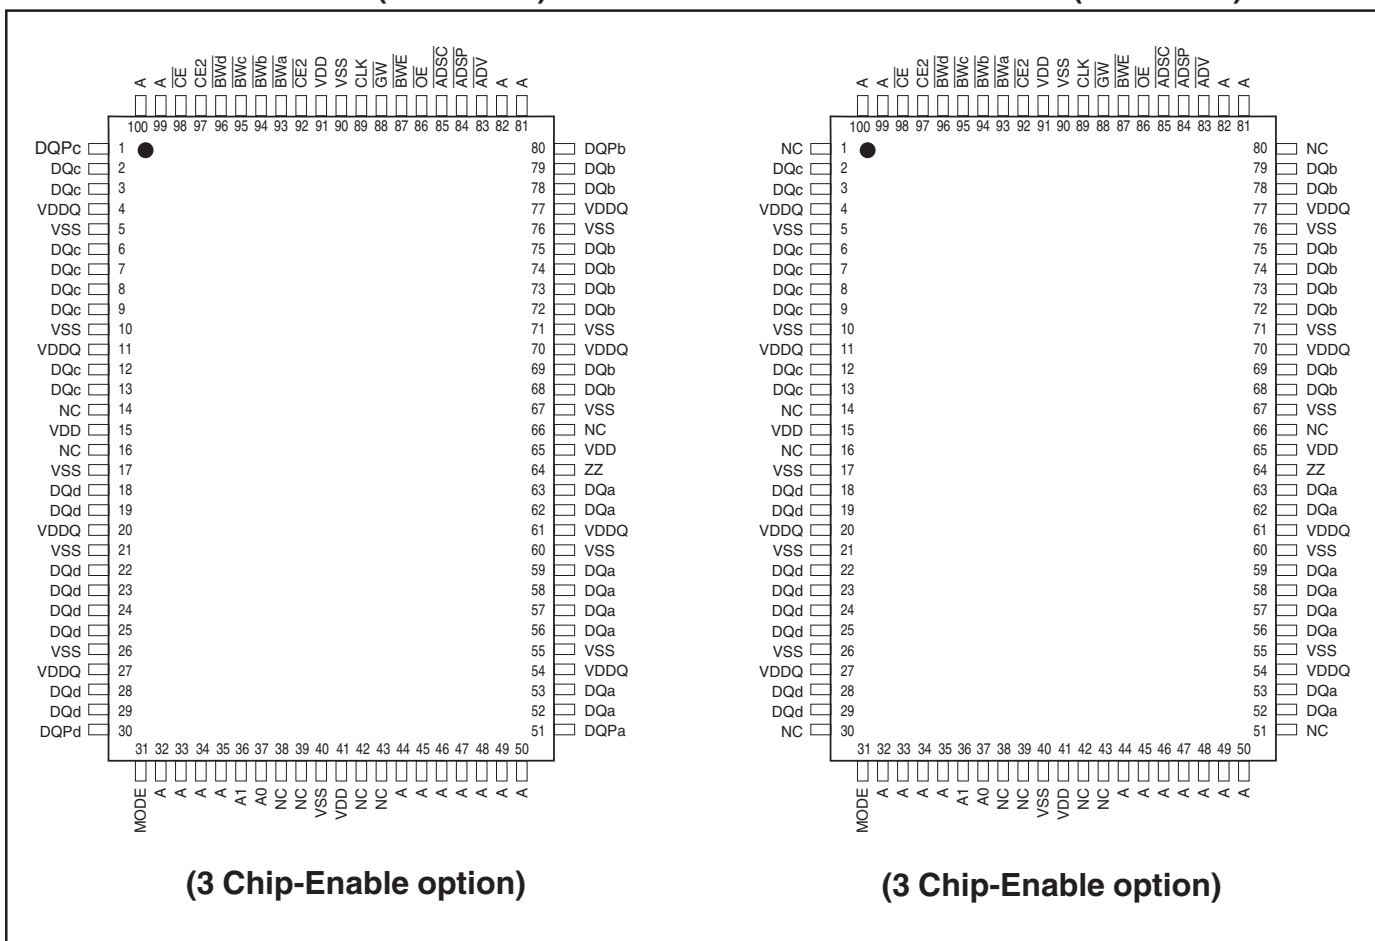 A A CE CE2 BWd BWc BWb BWa CE2 VDD VSS CLK GW BWE OE ADSC ADSP ADV A A
100 99 98 97 96 95 94 93 92 91 90 89 88 87 86 85 84 83 82 81
DQPc 1 80 DQPb
DQc 2 79 DQb
DQc 3 78 DQb
VDDQ 4 77 VDDQ
VSS 5 76 VSS
DQc 6 75 DQb
DQc 7 74 DQb
DQc 8 73 DQb
DQc 9 72 DQb
VSS 10 71 VSS
VDDQ 11 70 VDDQ
DQc 12 69 DQb
DQc 13 68 DQb
NC 14 67 VSS
VDD 15 66 NC
NC 16 65 VDD
VSS 17 64 ZZ
DQd 18 63 DQa
DQd 19 62 DQa
VDDQ 20 61 VDDQ
VSS 21 60 VSS
DQd 22 59 DQa
DQd 23 58 DQa
DQd 24 57 DQa
DQd 25 56 DQa
VSS 26 55 VSS
VDDQ 27 54 VDDQ
DQd 28 53 DQa
DQd 29 52 DQa
DQPd 30 51 DQPa
31 32 33 34 35 36 37 38 39 40 41 42 43 44 45 46 47 48 49 50
MODE A A A A A1 A0 NC NC VSS VDD NC NC A A A A A A A
(3 Chip-Enable option)
A A CE CE2 BWd BWc BWb BWa CE2 VDD VSS CLK GW BWE OE ADSC ADSP ADV A A
100 99 98 97 96 95 94 93 92 91 90 89 88 87 86 85 84 83 82 81
NC 1 80 NC
DQc 2 79 DQb
DQc 3 78 DQb
VDDQ 4 77 VDDQ
VSS 5 76 VSS
DQc 6 75 DQb
DQc 7 74 DQb
DQc 8 73 DQb
DQc 9 72 DQb
VSS 10 71 VSS
VDDQ 11 70 VDDQ
DQc 12 69 DQb
DQc 13 68 DQb
NC 14 67 VSS
VDD 15 66 NC
NC 16 65 VDD
VSS 17 64 ZZ
DQd 18 63 DQa
DQd 19 62 DQa
VDDQ 20 61 VDDQ
VSS 21 60 VSS
DQd 22 59 DQa
DQd 23 58 DQa
DQd 24 57 DQa
DQd 25 56 DQa
VSS 26 55 VSS
VDDQ 27 54 VDDQ
DQd 28 53 DQa
DQd 29 52 DQa
NC 30 51 NC
31 32 33 34 35 36 37 38 39 40 41 42 43 44 45 46 47 48 49 50
MODE A A A A A1 A0 NC NC VSS VDD NC NC A A A A A A A
(3 Chip-Enable option)